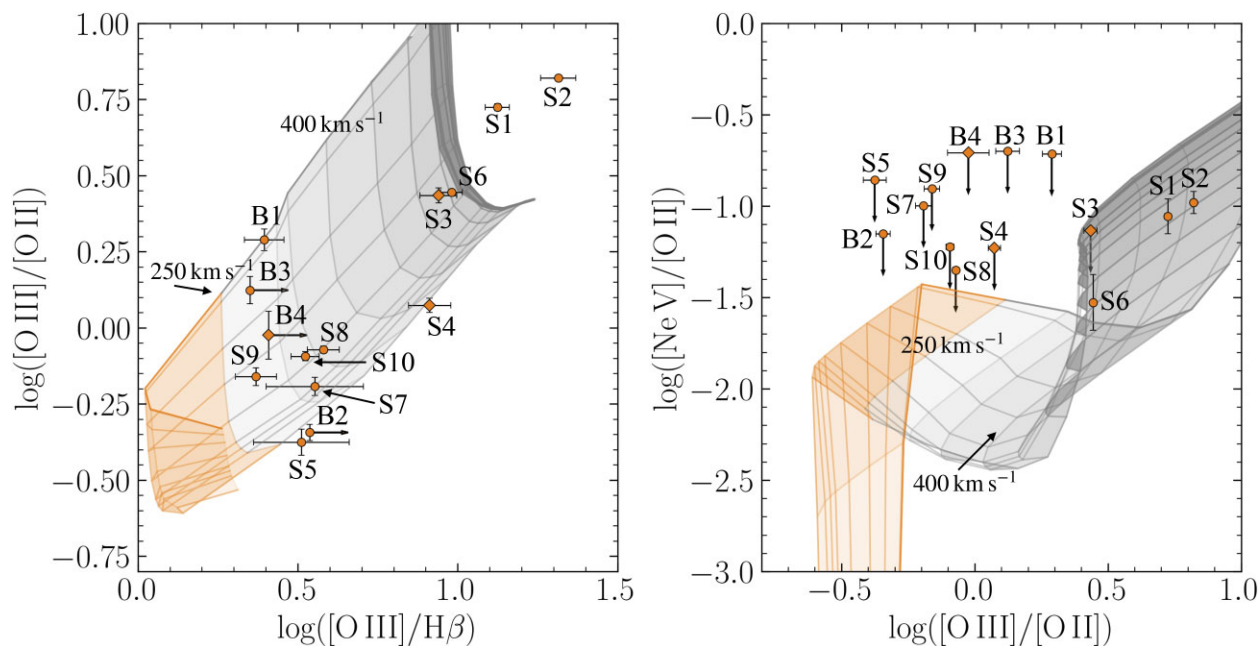 1.00
0.75
0.50
0.25
0.00
−0.25
−0.50
−0.75
log([O III]/[O II])
0.0
0.5
1.0
1.5
log([O III]/Hβ)
400 km s⁻¹
250 km s⁻¹
S2
S1
S6
S3
B1
B3
B4
S4
S8
S9
S10
S7
B2
S5
0.0
−0.5
−1.0
−1.5
−2.0
−2.5
−3.0
log([Ne V]/[O II])
−0.5
0.0
0.5
1.0
log([O III]/[O II])
B4
B3
B1
S5
S9
S7
S1
S2
S3
B2
S4
S10
S8
S6
250 km s⁻¹
400 km s⁻¹